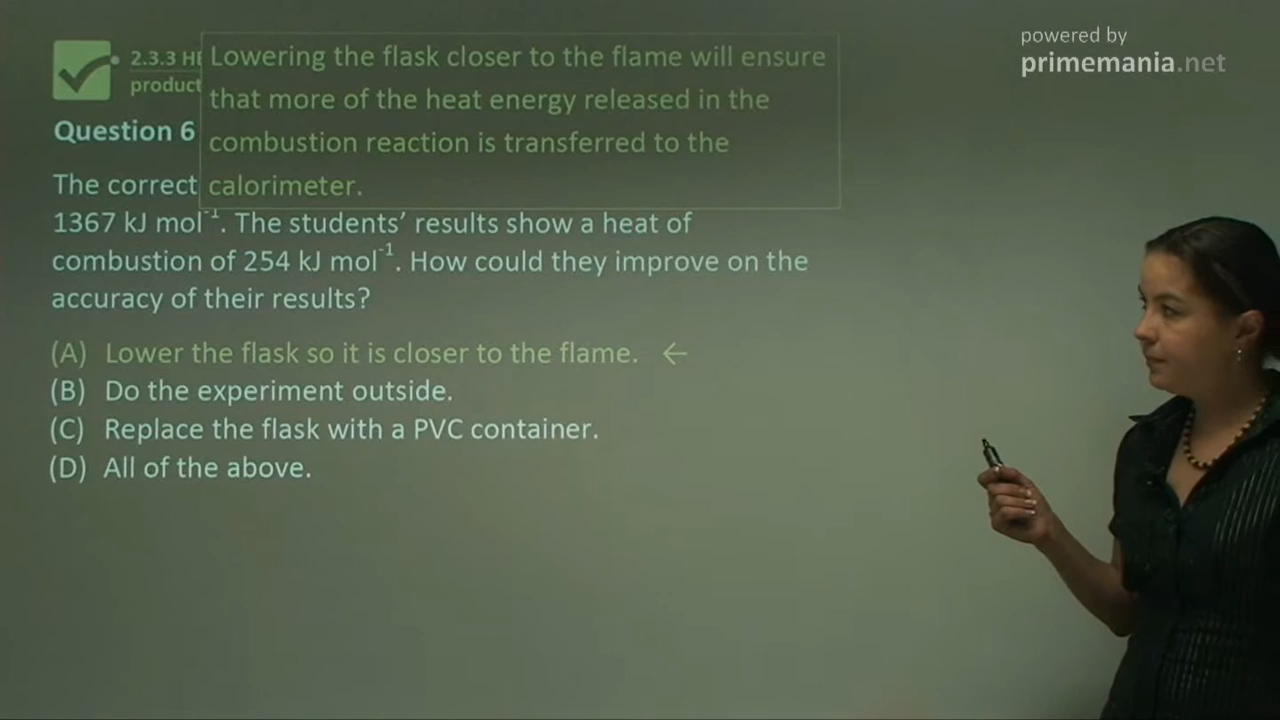 powered by
primemania.net
2.3.3
product
Lowering the flask closer to the flame will ensure
that more of the heat energy released in the
combustion reaction is transferred to the
calorimeter.
Question 6
The correct
1367 kJ mol⁻¹. The students’ results show a heat of
combustion of 254 kJ mol⁻¹. How could they improve on the
accuracy of their results?
(A) Lower the flask so it is closer to the flame. ←
(B) Do the experiment outside.
(C) Replace the flask with a PVC container.
(D) All of the above.